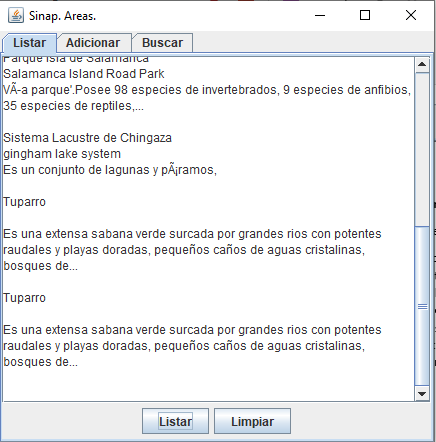 Sinap. Areas.
Listar
Adicionar
Buscar
Parque Isla de Salamanca
Salamanca Island Road Park
VÃ-a parque'.Posee 98 especies de invertebrados, 9 especies de anfibios,
35 especies de reptiles,...
Sistema Lacustre de Chingaza
gingham lake system
Es un conjunto de lagunas y pÃ¡ramos,
Tuparro
Es una extensa sabana verde surcada por grandes rios con potentes
raudales y playas doradas, pequeños caños de aguas cristalinas,
bosques de...
Tuparro
Es una extensa sabana verde surcada por grandes rios con potentes
raudales y playas doradas, pequeños caños de aguas cristalinas,
bosques de...
Listar
Limpiar